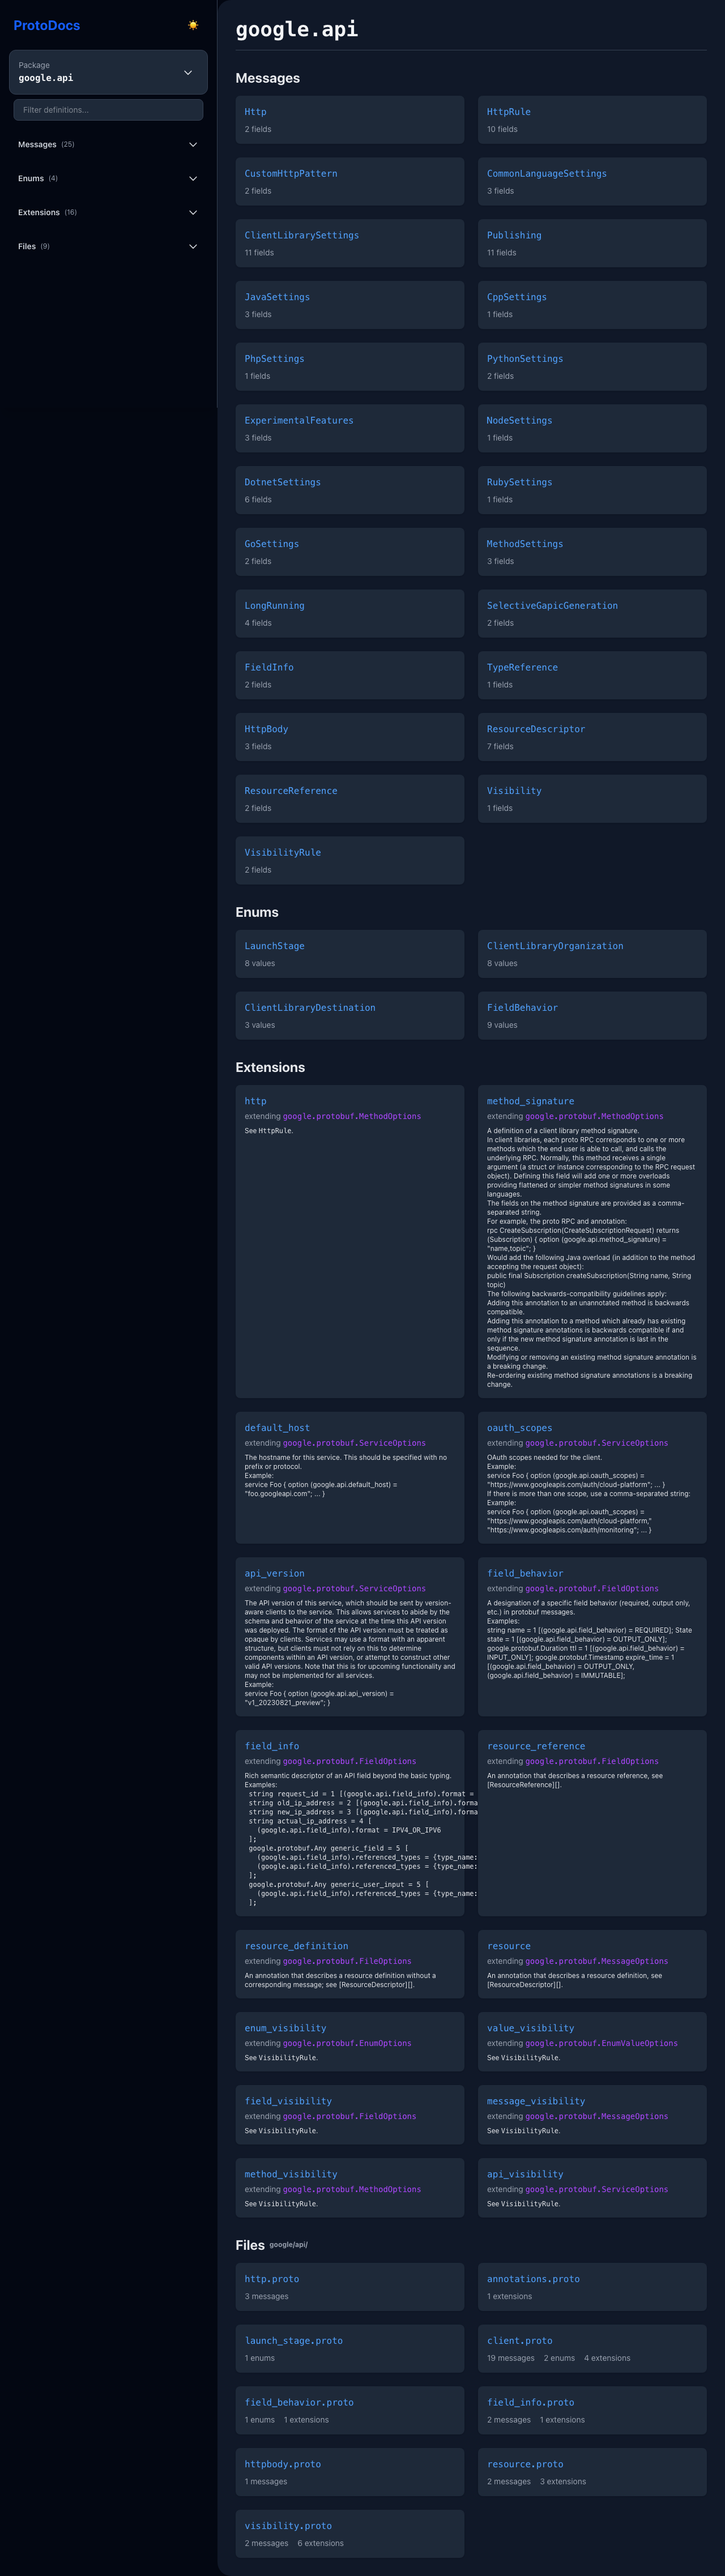 ProtoDocs
Package
google.api
Filter definitions...
Messages (25)
Enums (4)
Extensions (16)
Files (9)
google.api
Messages
Http
2 fields
HttpRule
10 fields
CustomHttpPattern
2 fields
CommonLanguageSettings
3 fields
ClientLibrarySettings
11 fields
Publishing
11 fields
JavaSettings
3 fields
CppSettings
1 fields
PhpSettings
1 fields
PythonSettings
2 fields
ExperimentalFeatures
3 fields
NodeSettings
1 fields
DotnetSettings
6 fields
RubySettings
1 fields
GoSettings
2 fields
MethodSettings
3 fields
LongRunning
4 fields
SelectiveGapicGeneration
2 fields
FieldInfo
2 fields
TypeReference
1 fields
HttpBody
3 fields
ResourceDescriptor
7 fields
ResourceReference
2 fields
Visibility
1 fields
VisibilityRule
2 fields
Enums
LaunchStage
8 values
ClientLibraryOrganization
8 values
ClientLibraryDestination
3 values
FieldBehavior
9 values
Extensions
http
extending google.protobuf.MethodOptions
See HttpRule.
method_signature
extending google.protobuf.MethodOptions
A definition of a client library method signature.
In client libraries, each proto RPC corresponds to one or more
methods which the end user is able to call, and calls the
underlying RPC. Normally, this method receives a single
argument (a struct or instance corresponding to the RPC request
object). Defining this field will add one or more overloads
providing flattened or simpler method signatures in some
languages.
The fields on the method signature are provided as a comma-
separated string.
For example, the proto RPC and annotation:
rpc CreateSubscription(CreateSubscriptionRequest) returns
(Subscription) { option (google.api.method_signature) =
"name,topic"; }
Would add the following Java overload (in addition to the method
accepting the request object):
public final Subscription createSubscription(String name, String
topic)
The following backwards-compatibility guidelines apply:
Adding this annotation to an unannotated method is backwards
compatible.
Adding this annotation to a method which already has existing
method signature annotations is backwards compatible if and
only if the new method signature annotation is last in the
sequence.
Modifying or removing an existing method signature annotation is
a breaking change.
Re-ordering existing method signature annotations is a breaking
change.
default_host
extending google.protobuf.ServiceOptions
The hostname for this service. This should be specified with no
prefix or protocol.
Example:
service Foo { option (google.api.default_host) =
"foo.googleapi.com"; ... }
oauth_scopes
extending google.protobuf.ServiceOptions
OAuth scopes needed for the client.
Example:
service Foo { option (google.api.oauth_scopes) =
"https://www.googleapis.com/auth/cloud-platform"; ... }
If there is more than one scope, use a comma-separated string:
Example:
service Foo { option (google.api.oauth_scopes) =
"https://www.googleapis.com/auth/cloud-platform,"
"https://www.googleapis.com/auth/monitoring"; ... }
api_version
extending google.protobuf.ServiceOptions
The API version of this service, which should be sent by version-
aware clients to the service. This allows services to abide by the
schema and behavior of the service at the time this API version
was deployed. The format of the API version must be treated as
opaque by clients. Services may use a format with an apparent
structure, but clients must not rely on this to determine
components within an API version, or attempt to construct other
valid API versions. Note that this is for upcoming functionality and
may not be implemented for all services.
Example:
service Foo { option (google.api.api_version) =
"v1_20230821_preview"; }
field_behavior
extending google.protobuf.FieldOptions
A designation of a specific field behavior (required, output only,
etc.) in protobuf messages.
Examples:
string name = 1 [(google.api.field_behavior) = REQUIRED]; State
state = 1 [(google.api.field_behavior) = OUTPUT_ONLY];
google.protobuf.Duration ttl = 1 [(google.api.field_behavior) =
INPUT_ONLY]; google.protobuf.Timestamp expire_time = 1
[(google.api.field_behavior) = OUTPUT_ONLY,
(google.api.field_behavior) = IMMUTABLE];
field_info
extending google.protobuf.FieldOptions
Rich semantic descriptor of an API field beyond the basic typing.
Examples:
string request_id = 1 [(google.api.field_info).format =
string old_ip_address = 2 [(google.api.field_info).forma
string new_ip_address = 3 [(google.api.field_info).forma
string actual_ip_address = 4 [
(google.api.field_info).format = IPV4_OR_IPV6
];
google.protobuf.Any generic_field = 5 [
(google.api.field_info).referenced_types = {type_name:
(google.api.field_info).referenced_types = {type_name:
];
google.protobuf.Any generic_user_input = 5 [
(google.api.field_info).referenced_types = {type_name:
];
resource_reference
extending google.protobuf.FieldOptions
An annotation that describes a resource reference, see
[ResourceReference][].
resource_definition
extending google.protobuf.FileOptions
An annotation that describes a resource definition without a
corresponding message; see [ResourceDescriptor][].
resource
extending google.protobuf.MessageOptions
An annotation that describes a resource definition, see
[ResourceDescriptor][].
enum_visibility
extending google.protobuf.EnumOptions
See VisibilityRule.
value_visibility
extending google.protobuf.EnumValueOptions
See VisibilityRule.
field_visibility
extending google.protobuf.FieldOptions
See VisibilityRule.
message_visibility
extending google.protobuf.MessageOptions
See VisibilityRule.
method_visibility
extending google.protobuf.MethodOptions
See VisibilityRule.
api_visibility
extending google.protobuf.ServiceOptions
See VisibilityRule.
Files google/api/
http.proto
3 messages
annotations.proto
1 extensions
launch_stage.proto
1 enums
client.proto
19 messages 2 enums 4 extensions
field_behavior.proto
1 enums 1 extensions
field_info.proto
2 messages 1 extensions
httpbody.proto
1 messages
resource.proto
2 messages 3 extensions
visibility.proto
2 messages 6 extensions